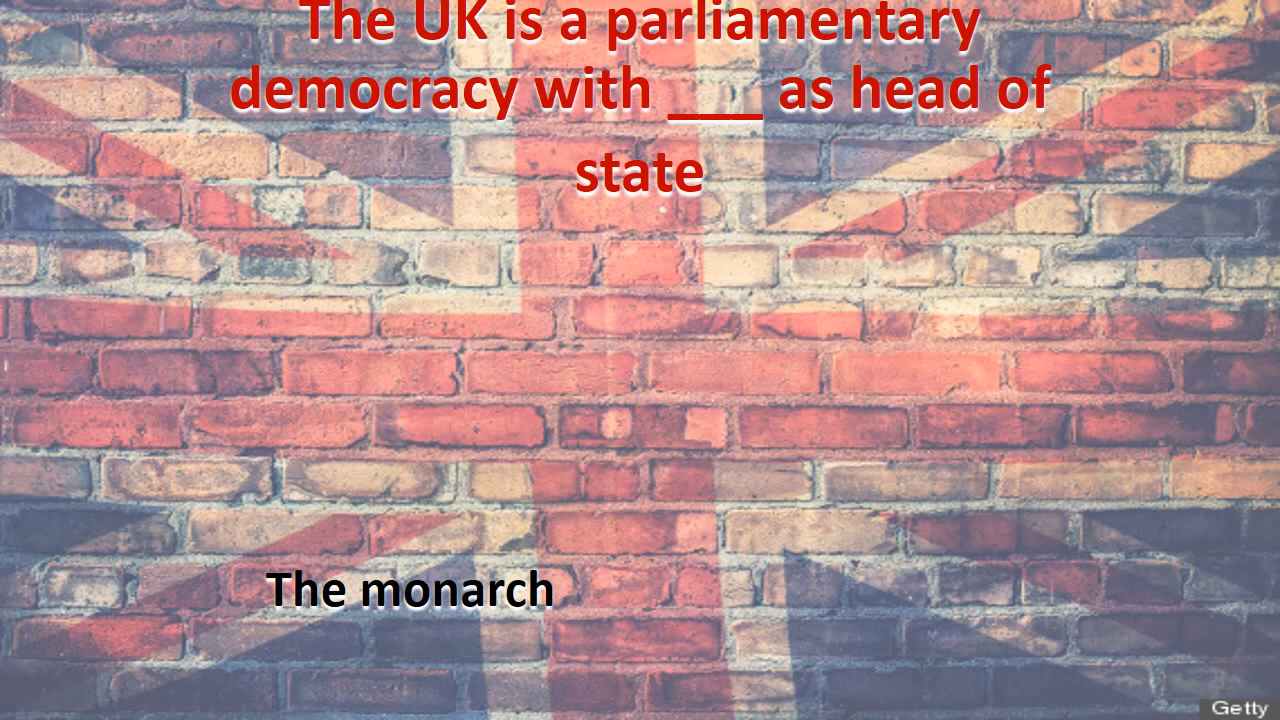 The UK is a parliamentary
democracy with ___ as head of
state
The monarch
Getty